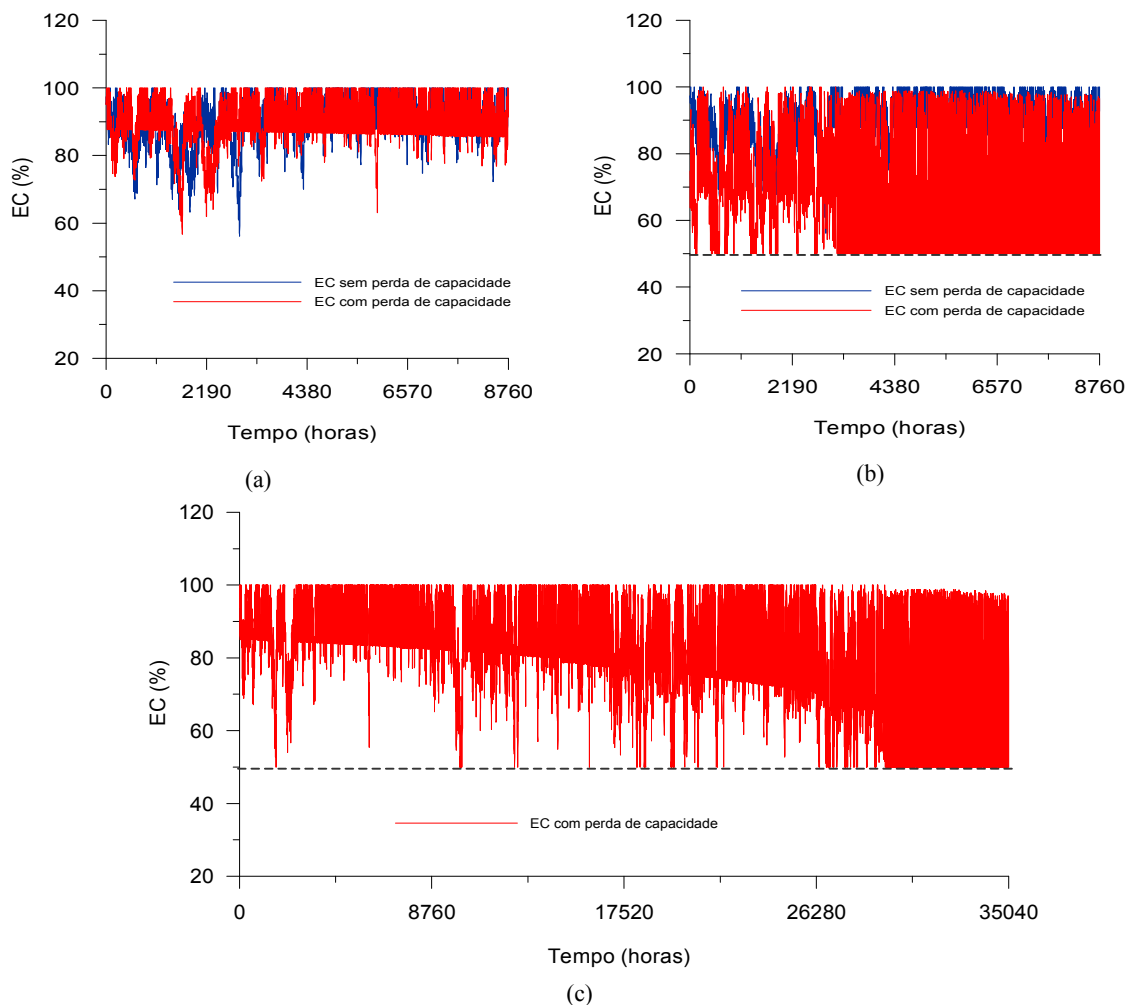 120
100
80
60
40
20
EC (%)
EC sem perda de capacidade
EC com perda de capacidade
0 2190 4380 6570 8760
Tempo (horas)
(a)
120
100
80
60
40
20
EC (%)
EC sem perda de capacidade
EC com perda de capacidade
0 2190 4380 6570 8760
Tempo (horas)
(b)
120
100
80
60
40
20
EC (%)
EC com perda de capacidade
0 8760 17520 26280 35040
Tempo (horas)
(c)